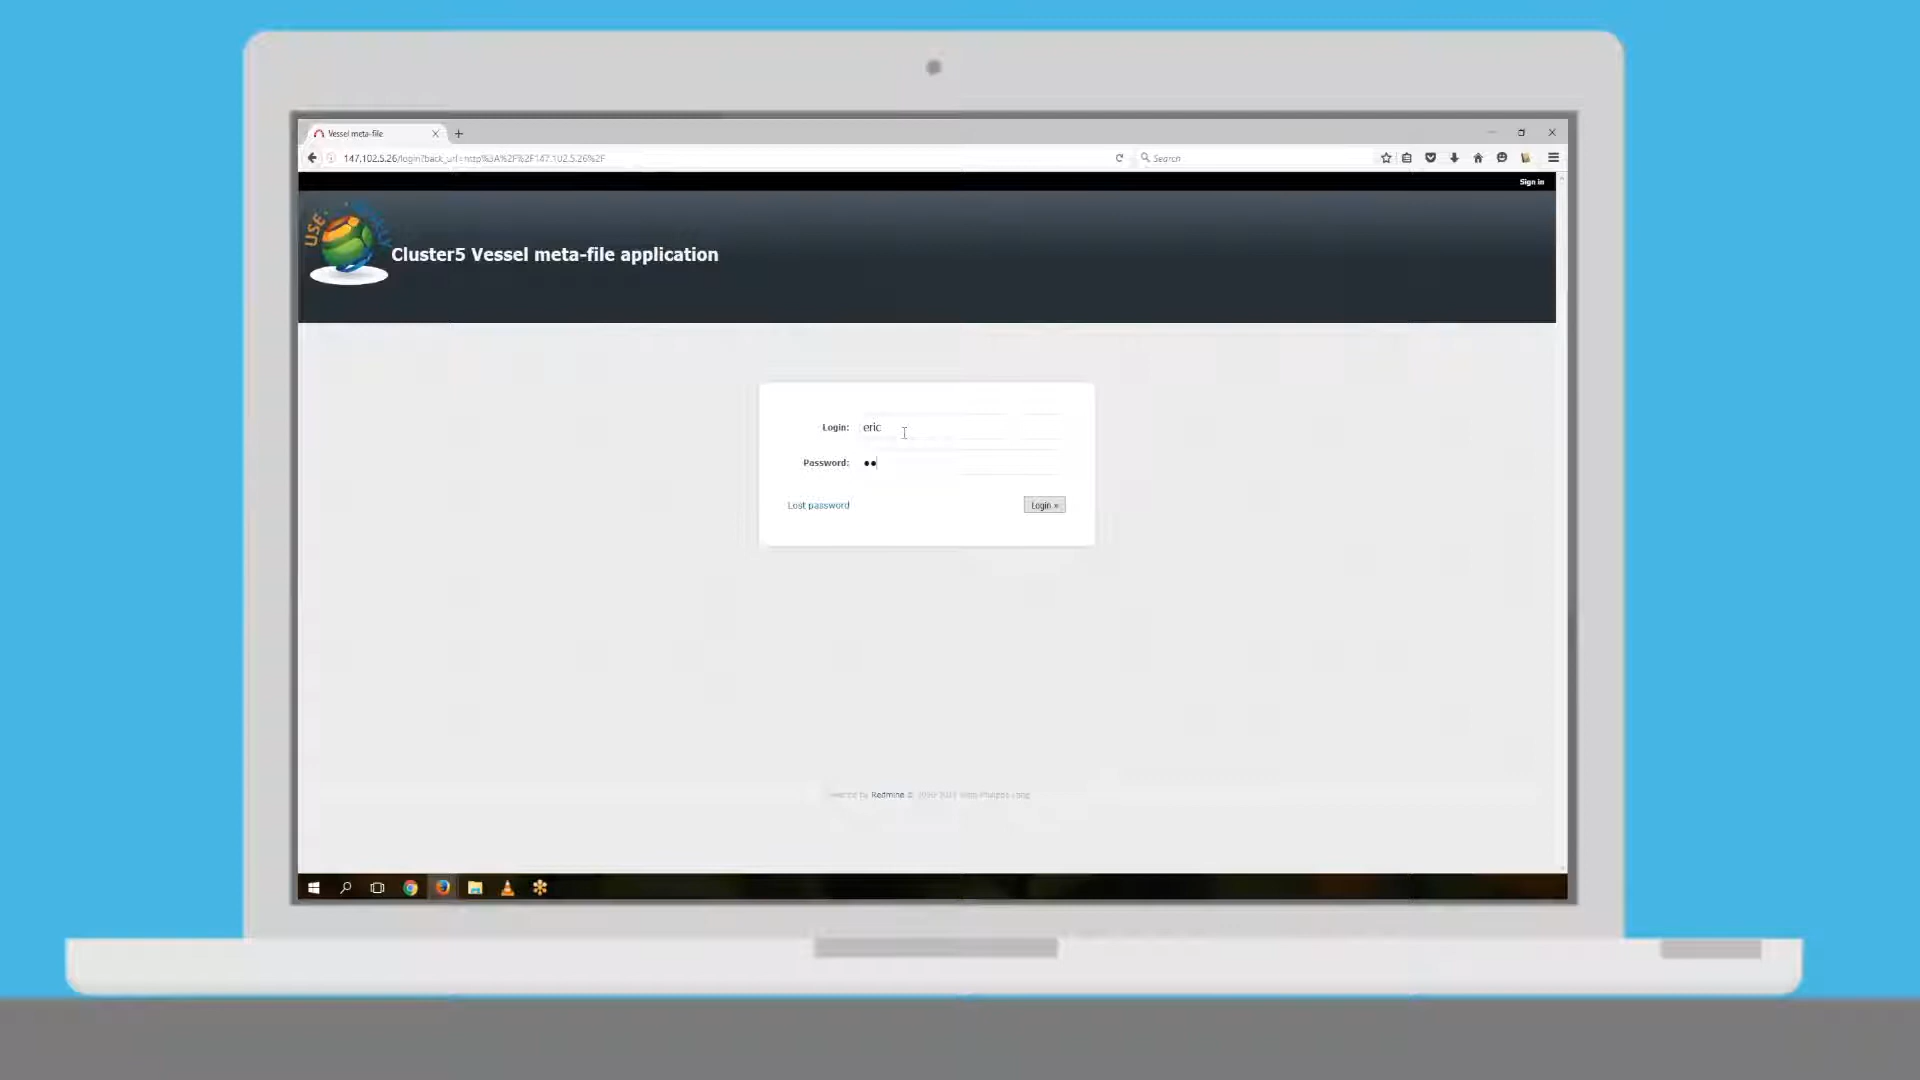 Vessel meta-file
147.102.5.26/login?back_url=http%3A%2F%2F147.102.5.26%2F
Search
Sign in
USE
Cluster5 Vessel meta-file application
Login: eric
Password: ●●
Lost password
Login »
by Redmine ©